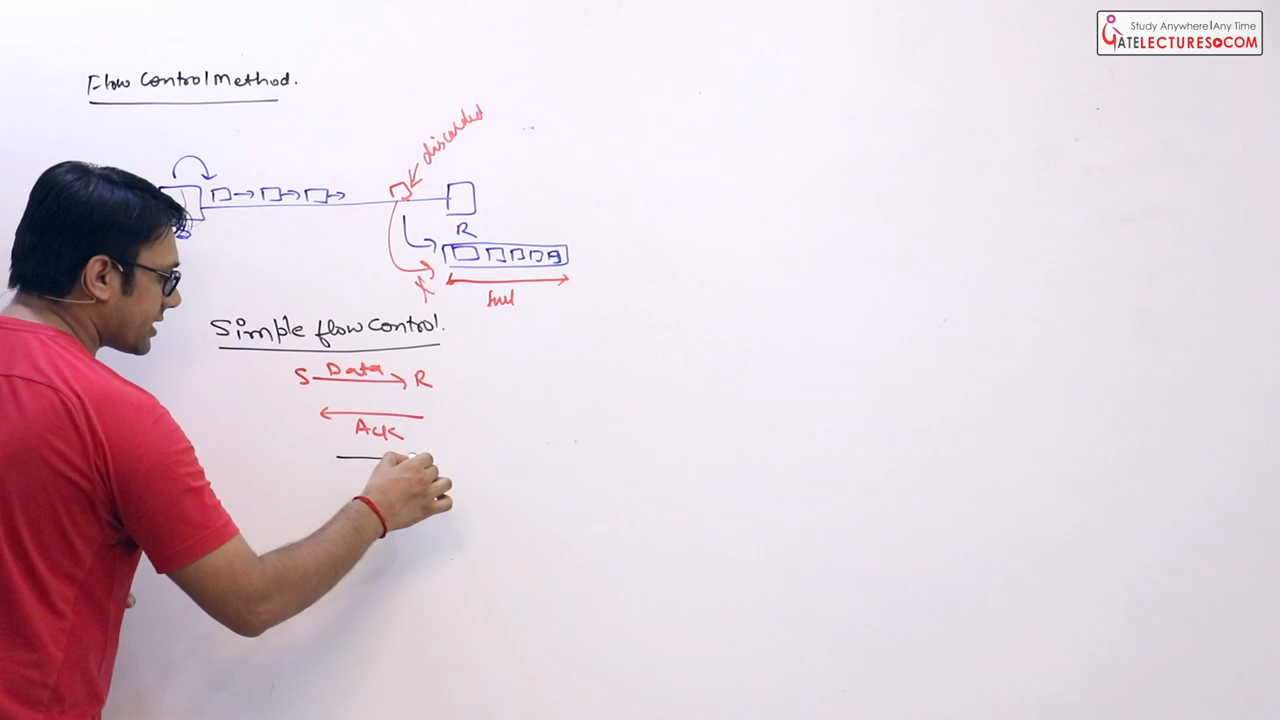 Study Anywhere | Any Time
GATELECTURES.COM
Flow Control Method.
discarded
R
full
Simple flow Control.
S Data R
Ack